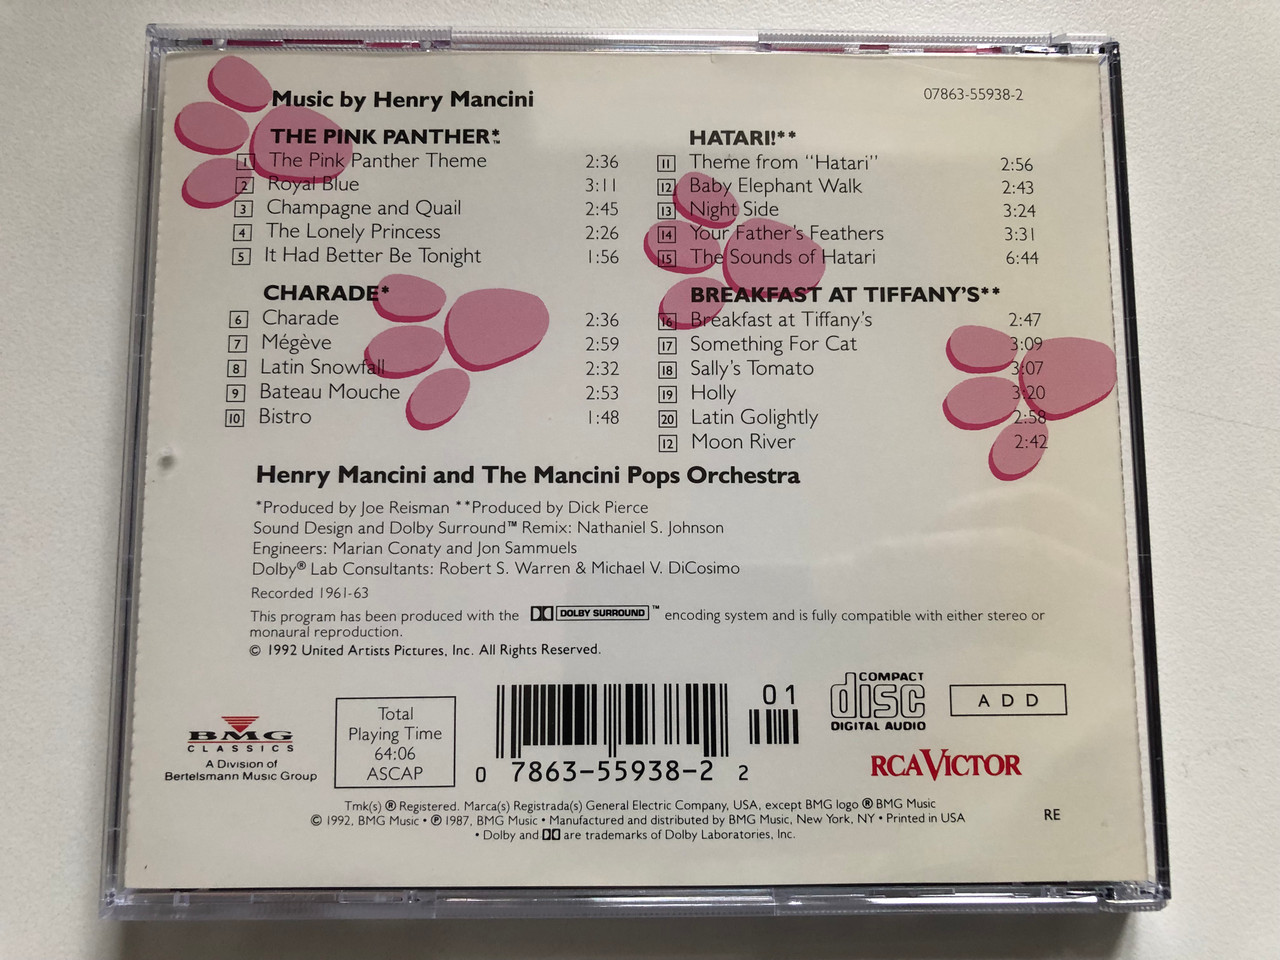 Music by Henry Mancini
07863-55938-2
THE PINK PANTHER*™
1 The Pink Panther Theme 2:36
2 Royal Blue 3:11
3 Champagne and Quail 2:45
4 The Lonely Princess 2:26
5 It Had Better Be Tonight 1:56
CHARADE*
6 Charade 2:36
7 Mégève 2:59
8 Latin Snowfall 2:32
9 Bateau Mouche 2:53
10 Bistro 1:48
HATARI!**
11 Theme from "Hatari" 2:56
12 Baby Elephant Walk 2:43
13 Night Side 3:24
14 Your Father's Feathers 3:31
15 The Sounds of Hatari 6:44
BREAKFAST AT TIFFANY'S**
16 Breakfast at Tiffany's 2:47
17 Something For Cat 3:09
18 Sally's Tomato 3:07
19 Holly 3:20
20 Latin Golightly 2:58
12 Moon River 2:42
Henry Mancini and The Mancini Pops Orchestra
*Produced by Joe Reisman **Produced by Dick Pierce
Sound Design and Dolby Surround™ Remix: Nathaniel S. Johnson
Engineers: Marian Conaty and Jon Sammuels
Dolby® Lab Consultants: Robert S. Warren & Michael V. DiCosimo
Recorded 1961-63
This program has been produced with the DOLBY SURROUND™ encoding system and is fully compatible with either stereo or
monaural reproduction.
© 1992 United Artists Pictures, Inc. All Rights Reserved.
BMG
CLASSICS
A Division of
Bertelsmann Music Group
Total
Playing Time
64:06
ASCAP
01
0 7863-55938-2 2
COMPACT
disc
DIGITAL AUDIO
ADD
RCA VICTOR
Tmk(s) ® Registered. Marca(s) Registrada(s) General Electric Company, USA, except BMG logo ® BMG Music
© 1992, BMG Music • ℗ 1987, BMG Music • Manufactured and distributed by BMG Music, New York, NY • Printed in USA
• Dolby and are trademarks of Dolby Laboratories, Inc.
RE